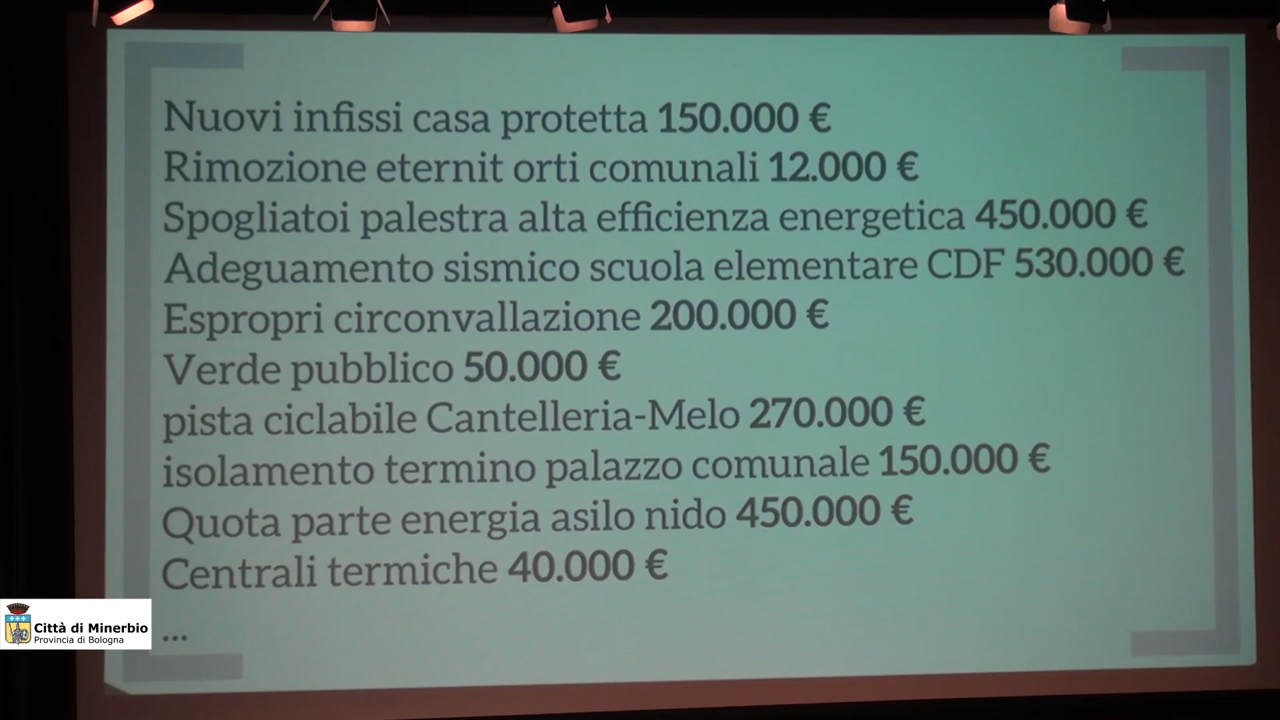 Nuovi infissi casa protetta 150.000 €
Rimozione eternit orti comunali 12.000 €
Spogliatoi palestra alta efficienza energetica 450.000 €
Adeguamento sismico scuola elementare CDF 530.000 €
Espropri circonvallazione 200.000 €
Verde pubblico 50.000 €
pista ciclabile Cantelleria-Melo 270.000 €
isolamento termino palazzo comunale 150.000 €
Quota parte energia asilo nido 450.000 €
Centrali termiche 40.000 €
...
Città di Minerbio
Provincia di Bologna